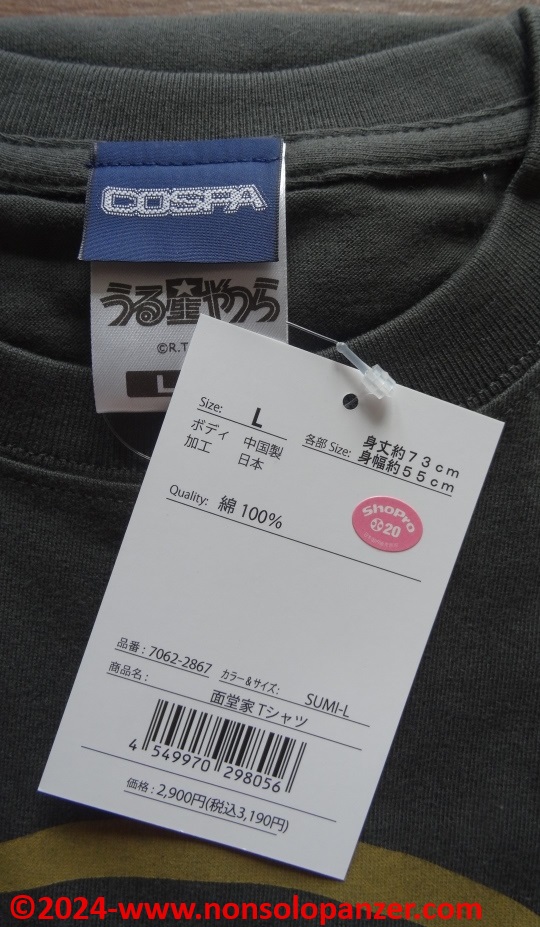 COSPA
うる星やつら
©R.T
L
Size: L
ボディ 中国製
加工 日本
各部 Size: 身丈約73cm
身幅約55cm
Quality: 綿 100%
ShoPro
20
品番 : 7062-2867 カラー&サイズ: SUMI-L
商品名 : 面堂家 Tシャツ
4 549970 298056
価格 : 2,900円(税込3,190円)
©2024-www.nonsolopanzer.com